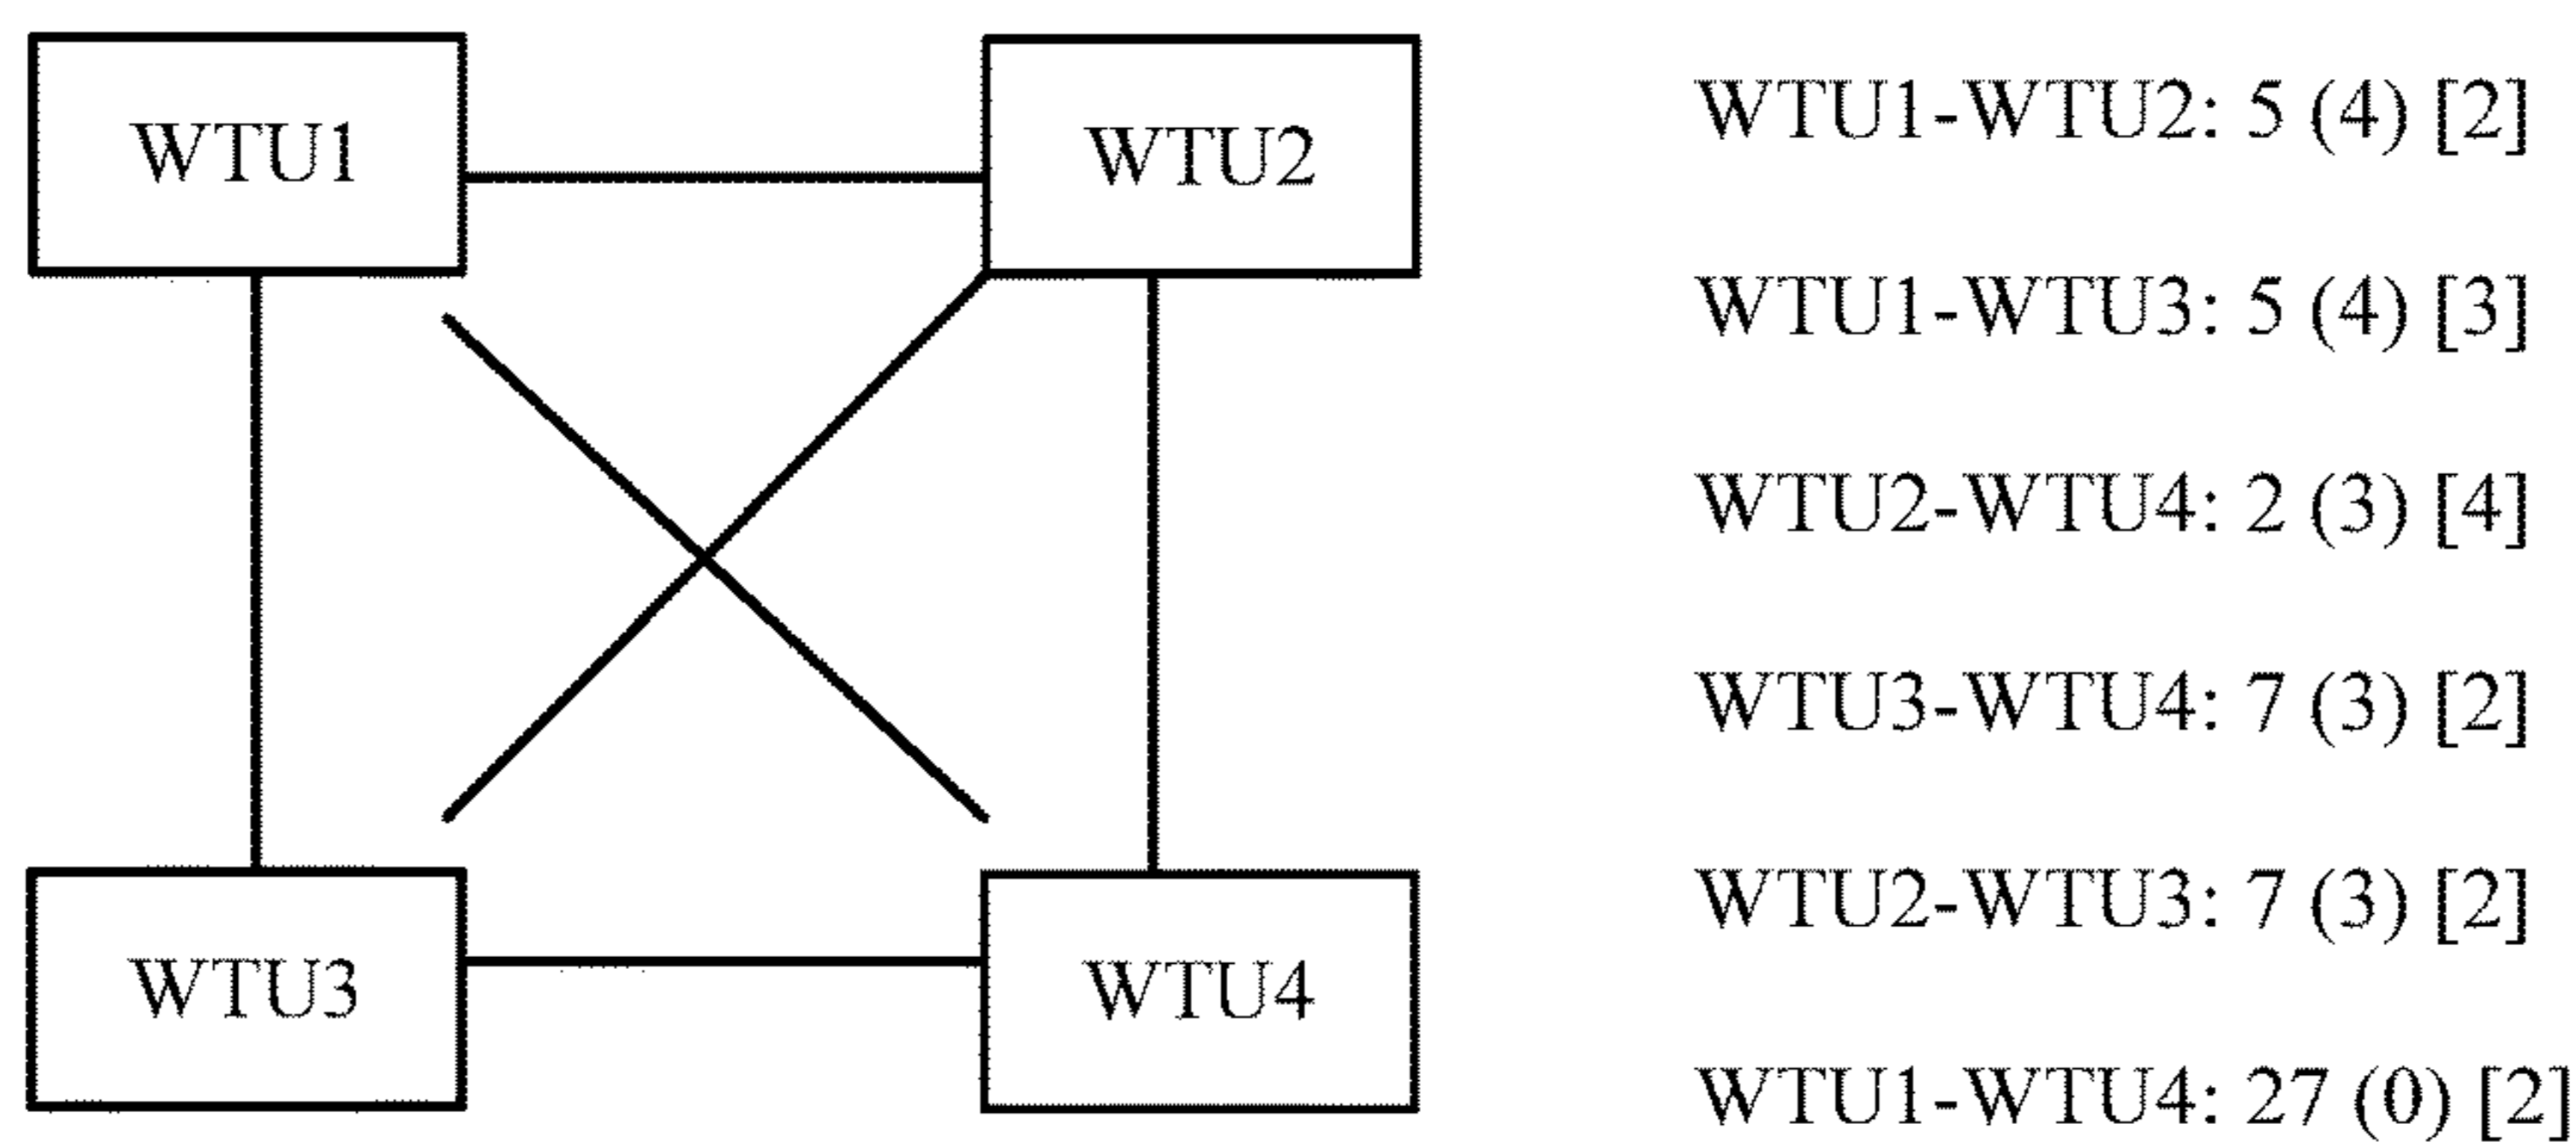 WTU1
WTU2
WTU3
WTU4
WTU1-WTU2: 5 (4) [2]
WTU1-WTU3: 5 (4) [3]
WTU2-WTU4: 2 (3) [4]
WTU3-WTU4: 7 (3) [2]
WTU2-WTU3: 7 (3) [2]
WTU1-WTU4: 27 (0) [2]